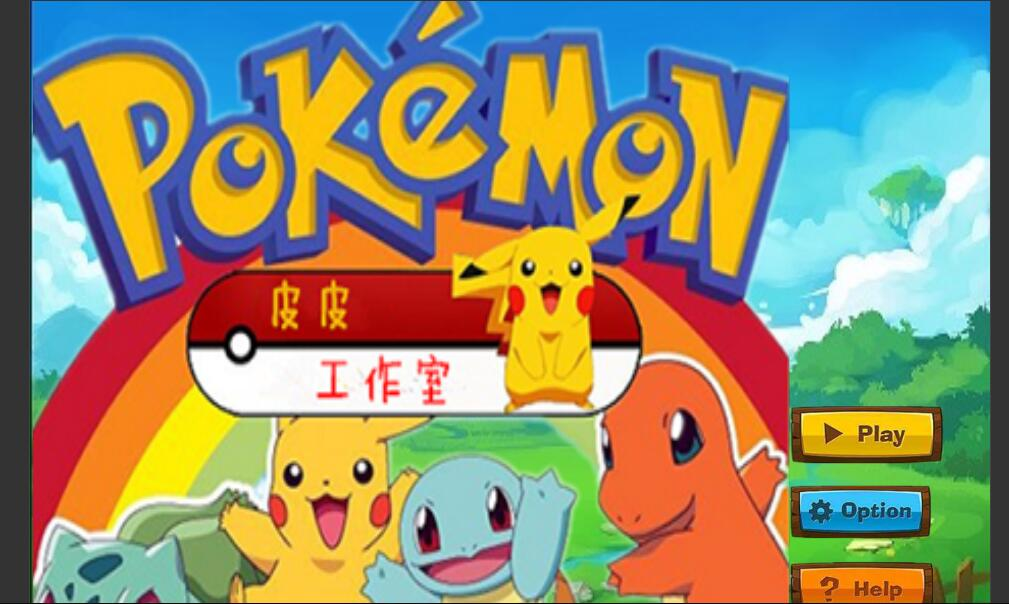 POKéMON
皮皮
工作室
Play
Option
? Help